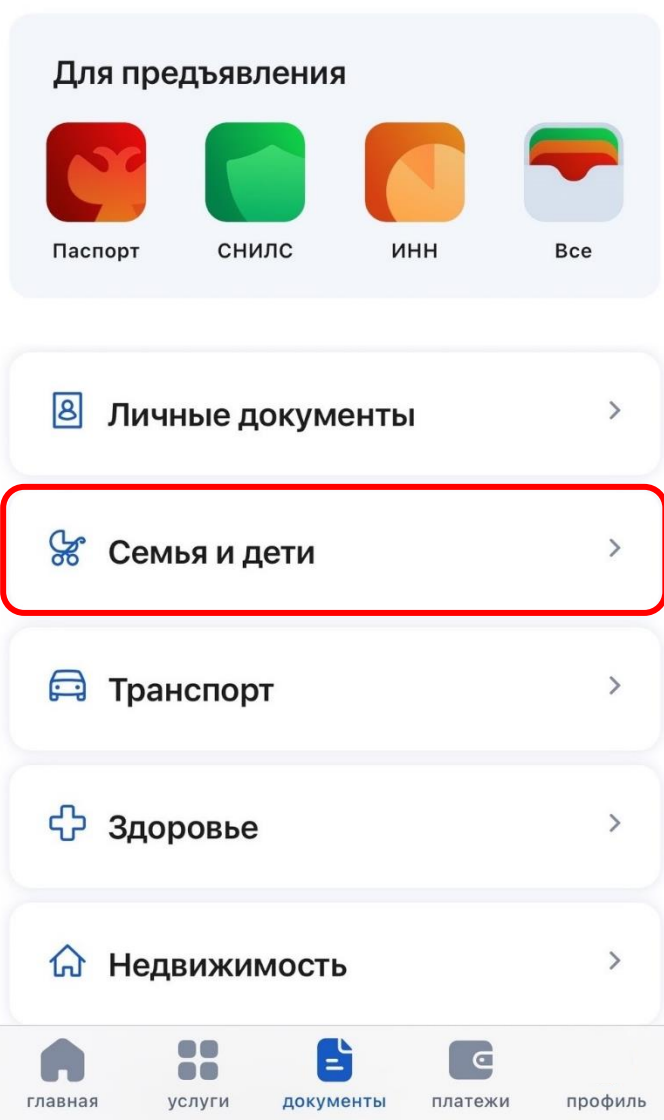 Для предъявления
Паспорт СНИЛС ИНН Все
Личные документы
Семья и дети
Транспорт
Здоровье
Недвижимость
главная услуги документы платежи профиль